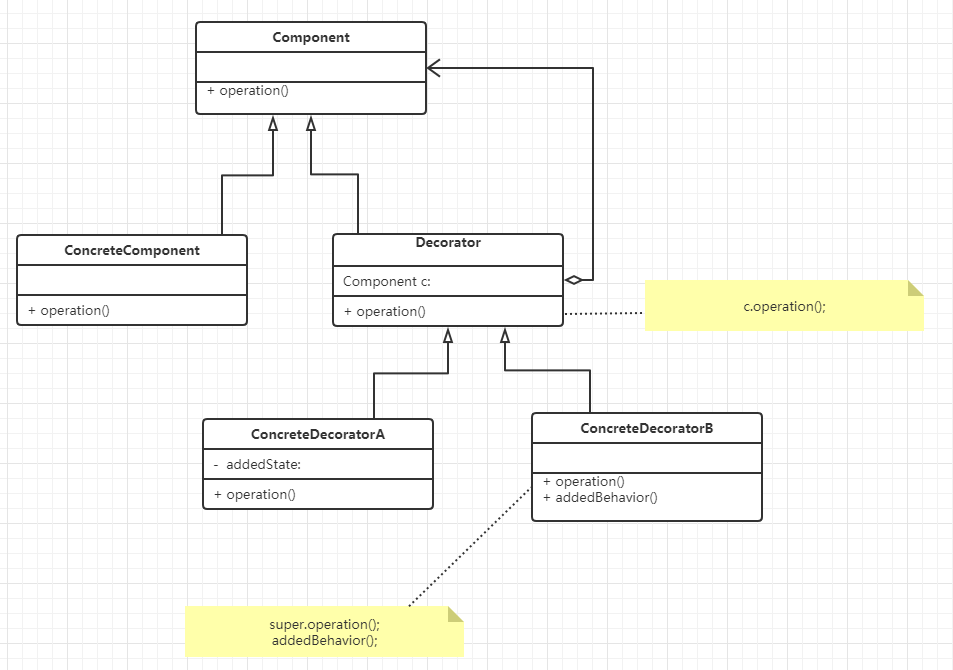 Component
+ operation()
ConcreteComponent
+ operation()
Decorator
Component c:
+ operation()
c.operation();
ConcreteDecoratorA
- addedState:
+ operation()
ConcreteDecoratorB
+ operation()
+ addedBehavior()
super.operation();
addedBehavior();